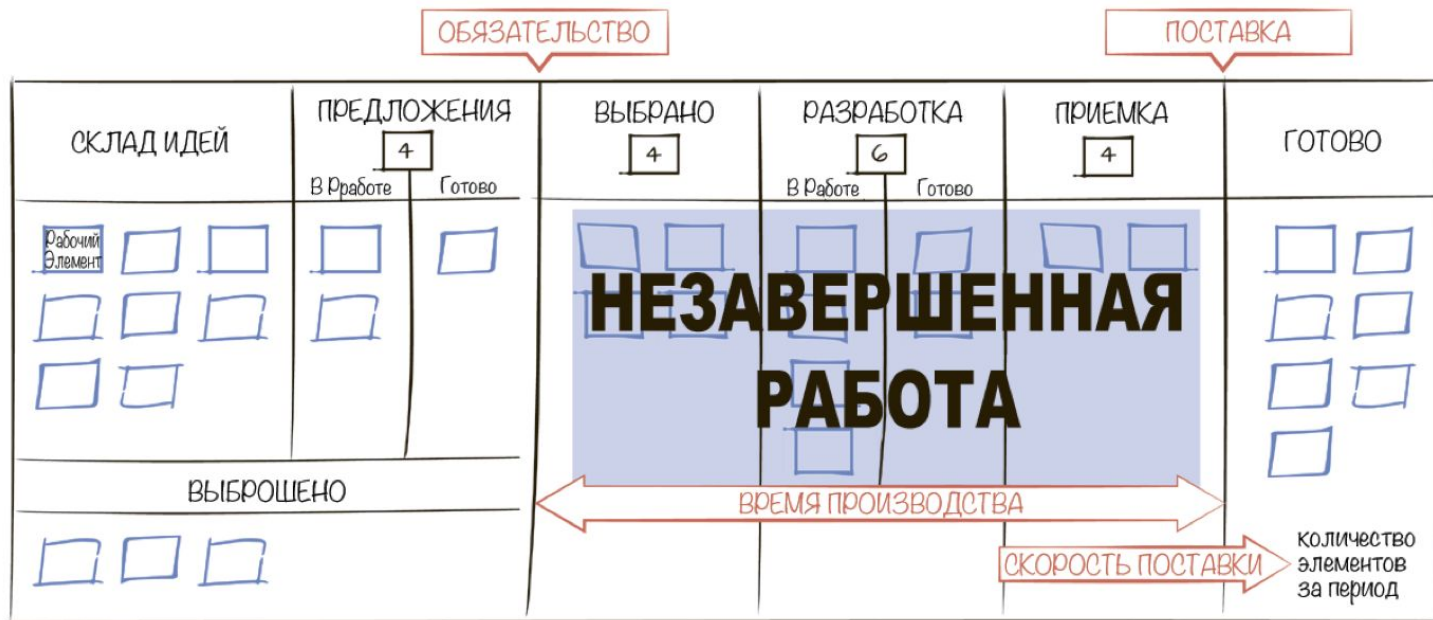 ОБЯЗАТЕЛЬСТВО
ПОСТАВКА
СКЛАД ИДЕЙ
ПРЕДЛОЖЕНИЯ
4
В Рработе
Готово
ВЫБРАНО
4
РАЗРАБОТКА
6
В Работе
Готово
ПРИЕМКА
4
ГОТОВО
Рабочий
Элемент
НЕЗАВЕРШЕННАЯ
РАБОТА
ВЫБРОШЕНО
ВРЕМЯ ПРОИЗВОДСТВА
СКОРОСТЬ ПОСТАВКИ
количество
элементов
за период